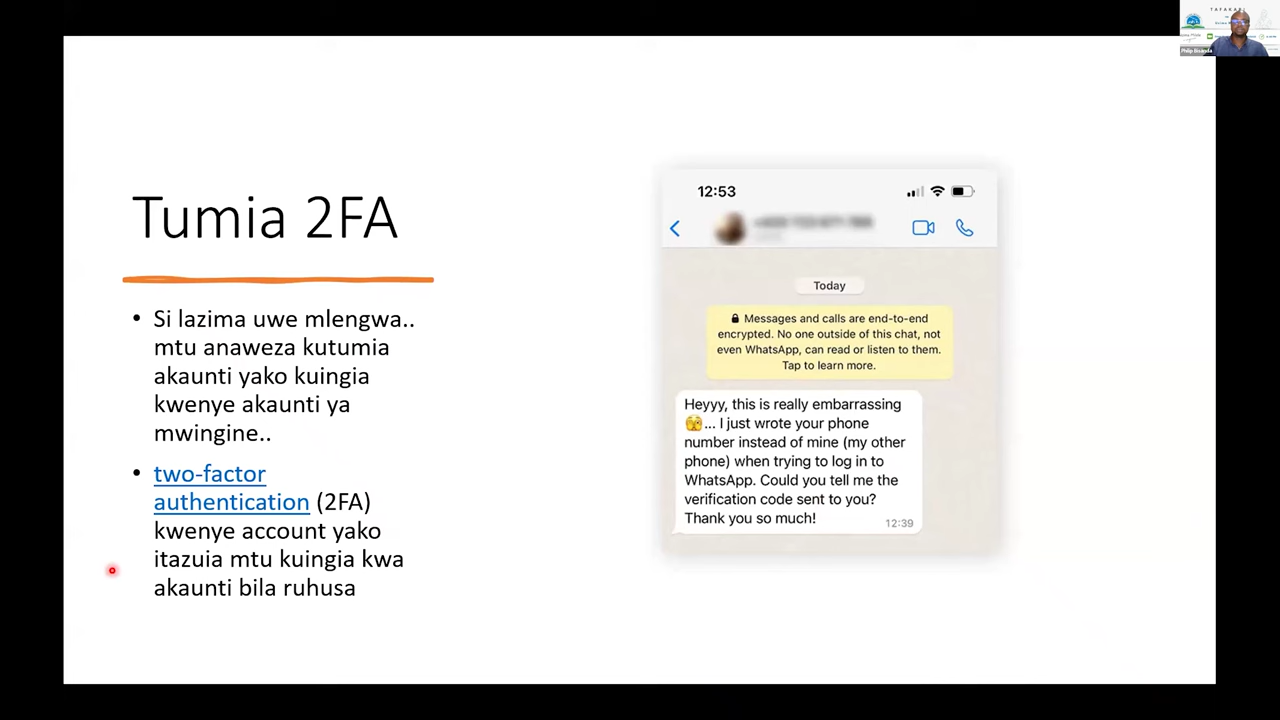 TAFAKARI
Philip Bisanda
Tumia 2FA
• Si lazima uwe mlengwa..
mtu anaweza kutumia
akaunti yako kuingia
kwenye akaunti ya
mwingine..
• two-factor
authentication (2FA)
kwenye account yako
itazuia mtu kuingia kwa
akaunti bila ruhusa
12:53
Today
🔒 Messages and calls are end-to-end
encrypted. No one outside of this chat, not
even WhatsApp, can read or listen to them.
Tap to learn more.
Heyyy, this is really embarrassing
🫣... I just wrote your phone
number instead of mine (my other
phone) when trying to log in to
WhatsApp. Could you tell me the
verification code sent to you?
Thank you so much!
12:39